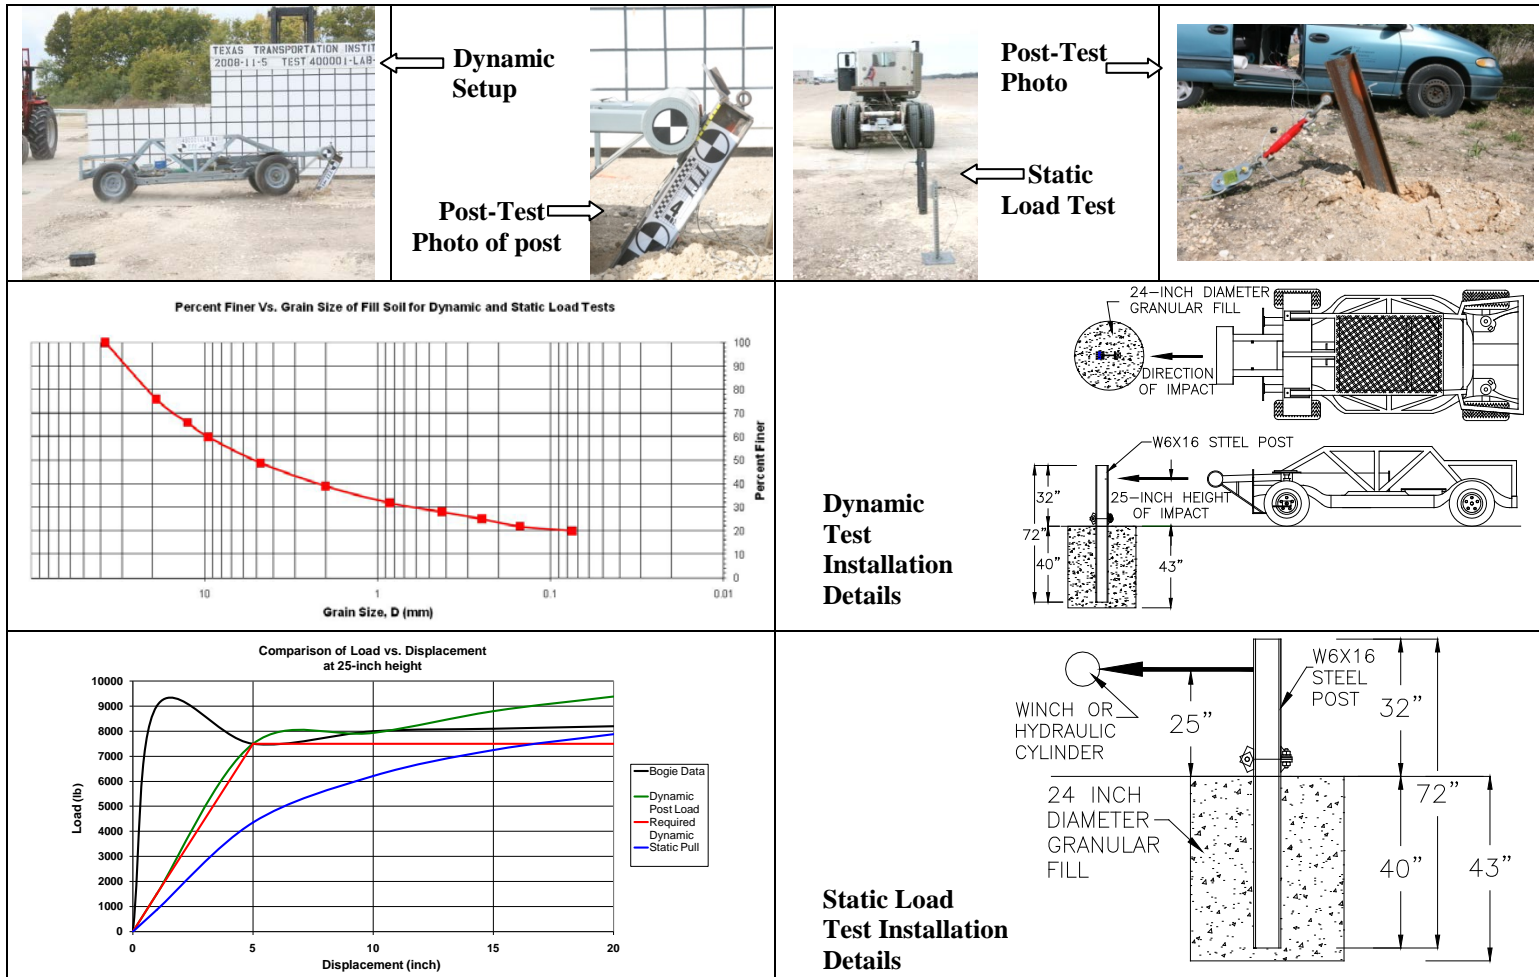 TEXAS TRANSPORTATION INSTIT
2008-11-5 TEST 400001-LAB-
Dynamic
Setup
Post-Test
Photo of post
TTI
Static
Load Test
Post-Test
Photo
Percent Finer Vs. Grain Size of Fill Soil for Dynamic and Static Load Tests
100
90
80
70
60
50
40
30
20
10
0
Percent Finer
10
1
0.1
0.01
Grain Size, D (mm)
24-INCH DIAMETER
GRANULAR FILL
DIRECTION
OF IMPACT
W6X16 STTEL POST
25-INCH HEIGHT
OF IMPACT
32"
72"
40"
43"
Dynamic
Test
Installation
Details
Comparison of Load vs. Displacement
at 25-inch height
10000
9000
8000
7000
6000
5000
4000
3000
2000
1000
0
Load (lb)
0
5
10
15
20
Displacement (inch)
Bogie Data
Dynamic
Post Load
Required
Dynamic
Static Pull
W6X16
STEEL
POST
WINCH OR
HYDRAULIC
CYLINDER
25"
32"
24 INCH
DIAMETER
GRANULAR
FILL
72"
40"
43"
Static Load
Test Installation
Details